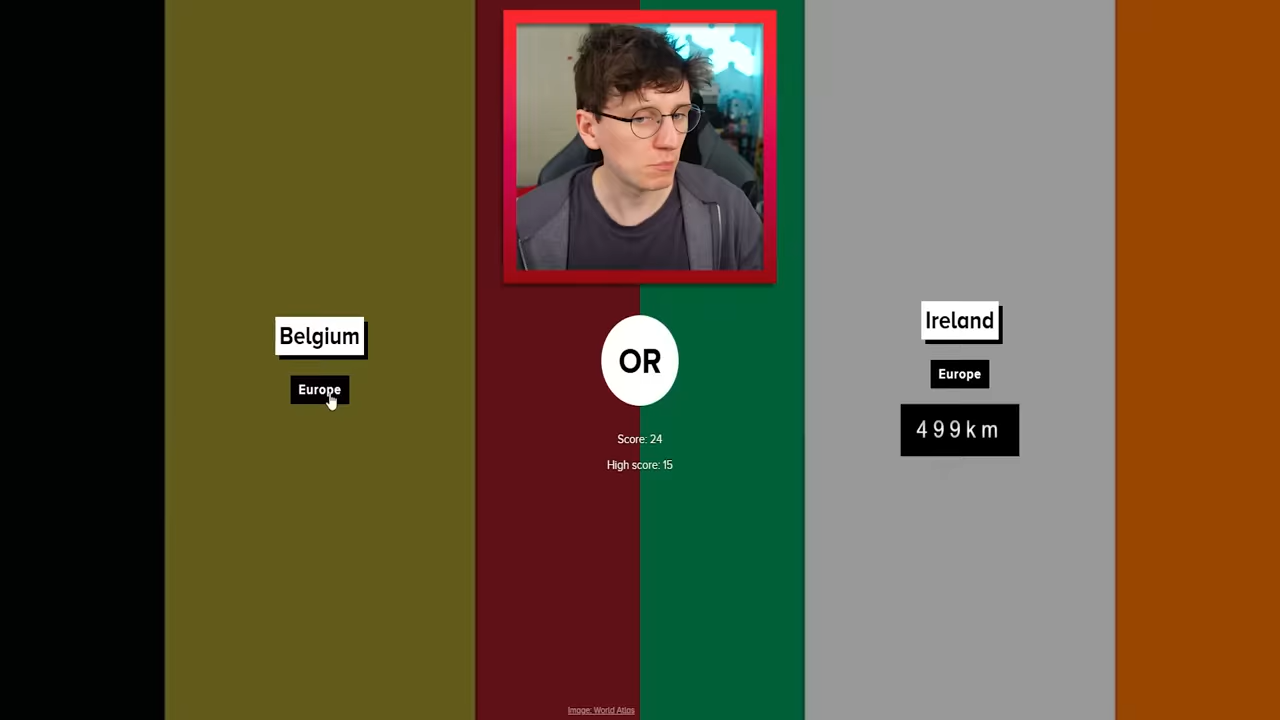 Belgium
Europe
OR
Score: 24
High score: 15
Ireland
Europe
499km
Image: World Atlas